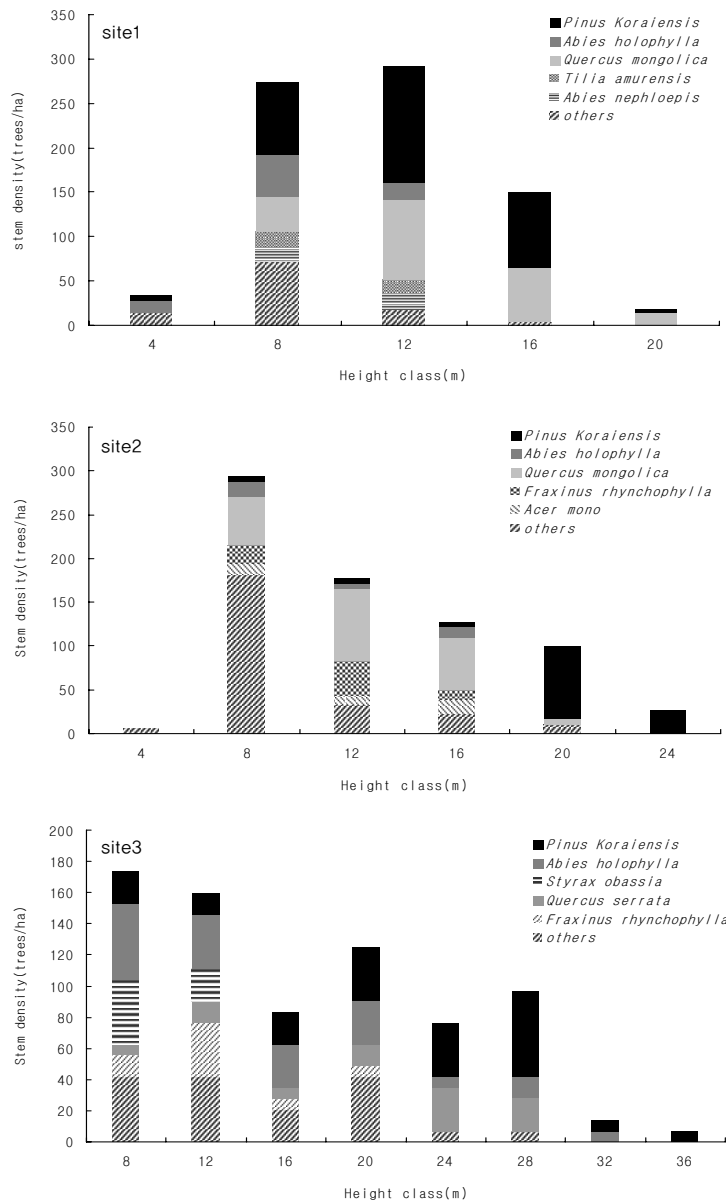 site1
stem density(trees/ha)
350
300
250
200
150
100
50
0
4 8 12 16 20
Height class(m)
Pinus Koraiensis
Abies holophylla
Quercus mongolica
Tilia amurensis
Abies nephloepis
others
site2
Stem density(trees/ha)
350
300
250
200
150
100
50
0
4 8 12 16 20 24
Height class(m)
Pinus Koraiensis
Abies holophylla
Quercus mongolica
Fraxinus rhynchophylla
Acer mono
others
site3
Stem density(trees/ha)
200
180
160
140
120
100
80
60
40
20
0
8 12 16 20 24 28 32 36
Height class(m)
Pinus Koraiensis
Abies holophylla
Styrax obassia
Quercus serrata
Fraxinus rhynchophylla
others